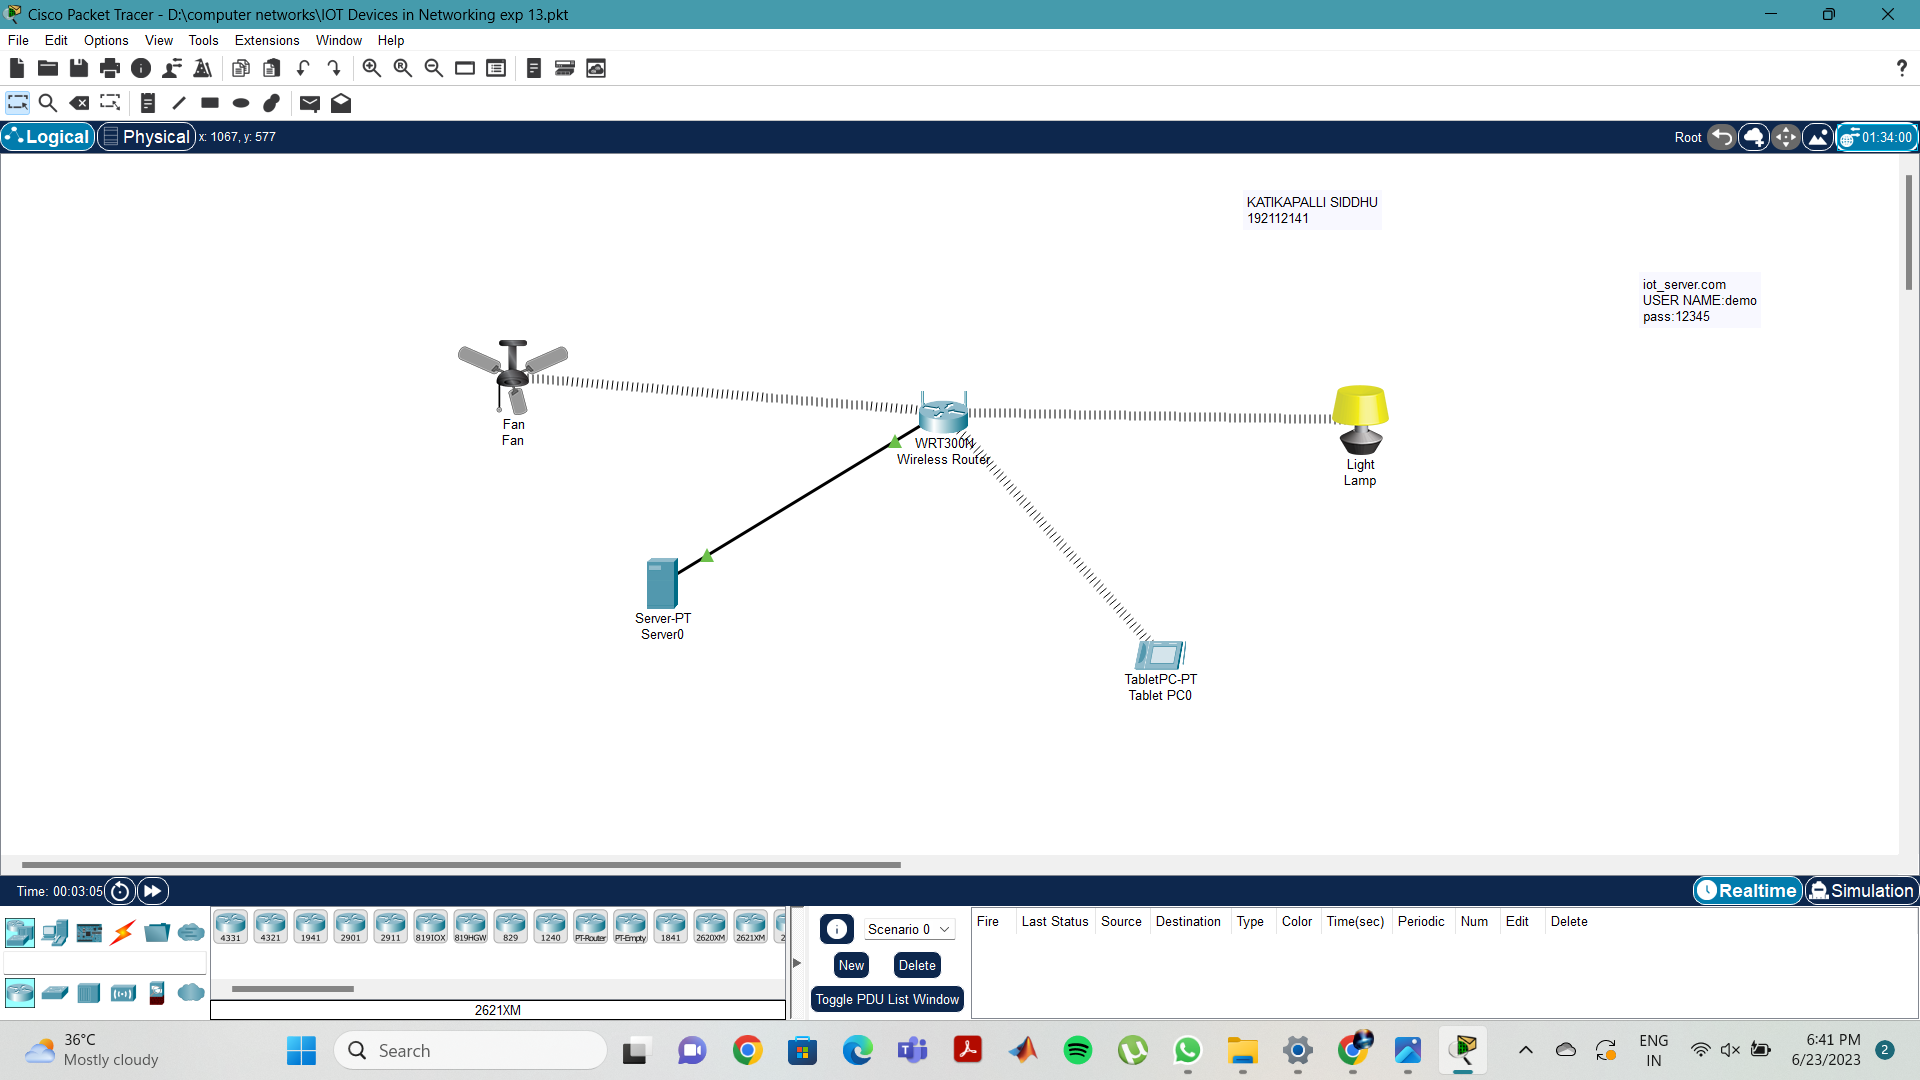 Cisco Packet Tracer - D:\computer networks\IOT Devices in Networking exp 13.pkt
File Edit Options View Tools Extensions Window Help
?
Logical Physical x: 1067, y: 577 Root 01:34:00
KATIKAPALLI SIDDHU
192112141
iot_server.com
USER NAME:demo
pass:12345
Fan
Fan
WRT300N
Wireless Router
Light
Lamp
Server-PT
Server0
TabletPC-PT
Tablet PC0
Time: 00:03:05 Realtime Simulation
4331 4321 1941 2901 2911 819IOX 819HGW 829 1240 PT-Router PT-Empty 1841 2620XM 2621XM 2
2621XM
Scenario 0
New Delete
Toggle PDU List Window
Fire Last Status Source Destination Type Color Time(sec) Periodic Num Edit Delete
36°C
Mostly cloudy
Search
ENG
IN
6:41 PM
6/23/2023
2